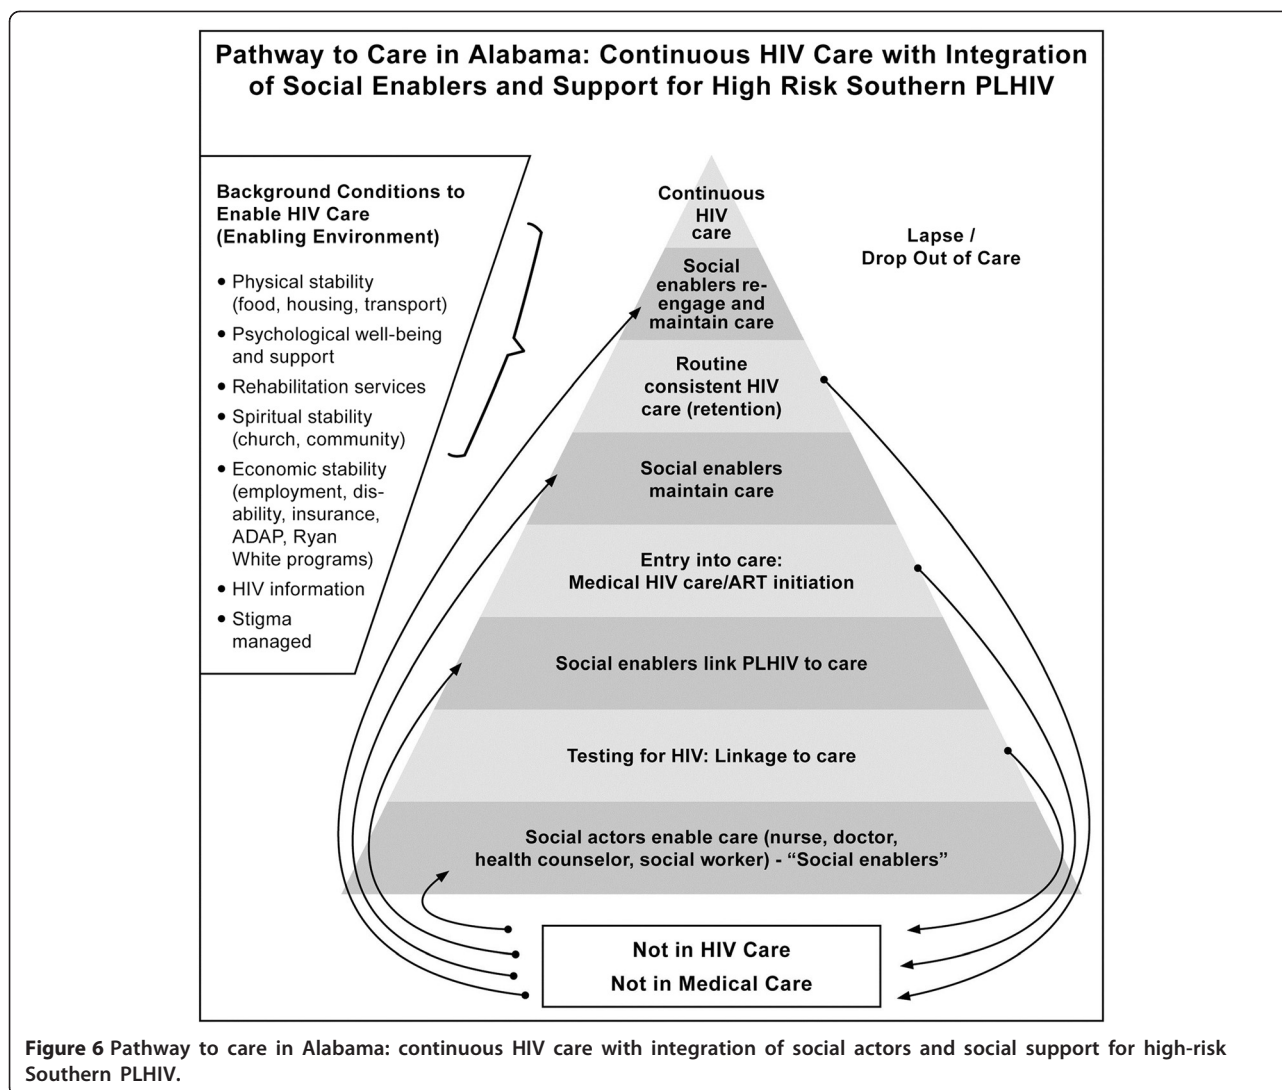 Pathway to Care in Alabama: Continuous HIV Care with Integration
of Social Enablers and Support for High Risk Southern PLHIV
Background Conditions to
Enable HIV Care
(Enabling Environment)
• Physical stability
(food, housing, transport)
• Psychological well-being
and support
• Rehabilitation services
• Spiritual stability
(church, community)
• Economic stability
(employment, dis-
ability, insurance,
ADAP, Ryan
White programs)
• HIV information
• Stigma
managed
Continuous
HIV
care
Social
enablers re-
engage and
maintain care
Routine
consistent HIV
care (retention)
Social enablers
maintain care
Entry into care:
Medical HIV care/ART initiation
Social enablers link PLHIV to care
Testing for HIV: Linkage to care
Social actors enable care (nurse, doctor,
health counselor, social worker) - “Social enablers”
Lapse /
Drop Out of Care
Not in HIV Care
Not in Medical Care
Figure 6 Pathway to care in Alabama: continuous HIV care with integration of social actors and social support for high-risk
Southern PLHIV.